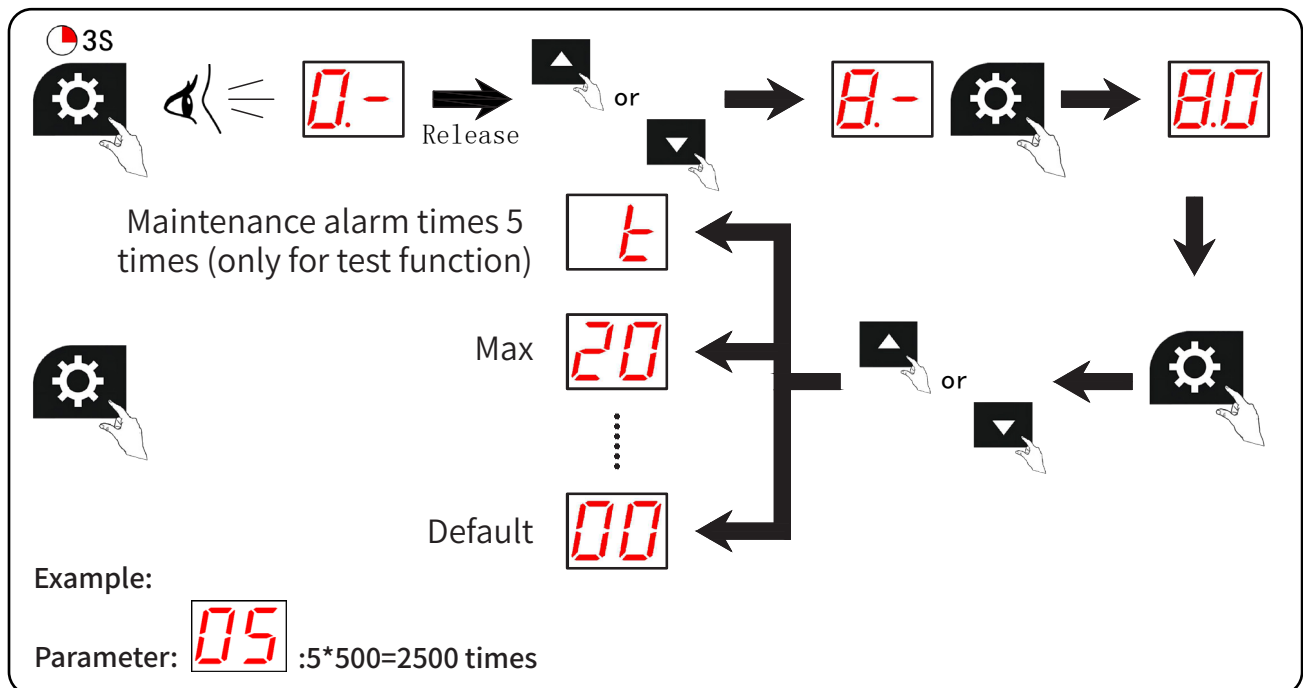 3S
0.-
Release
or
8.-
8.0
Maintenance alarm times 5
times (only for test function)
t
Max
20
or
Default
00
Example:
Parameter: 05 :5*500=2500 times